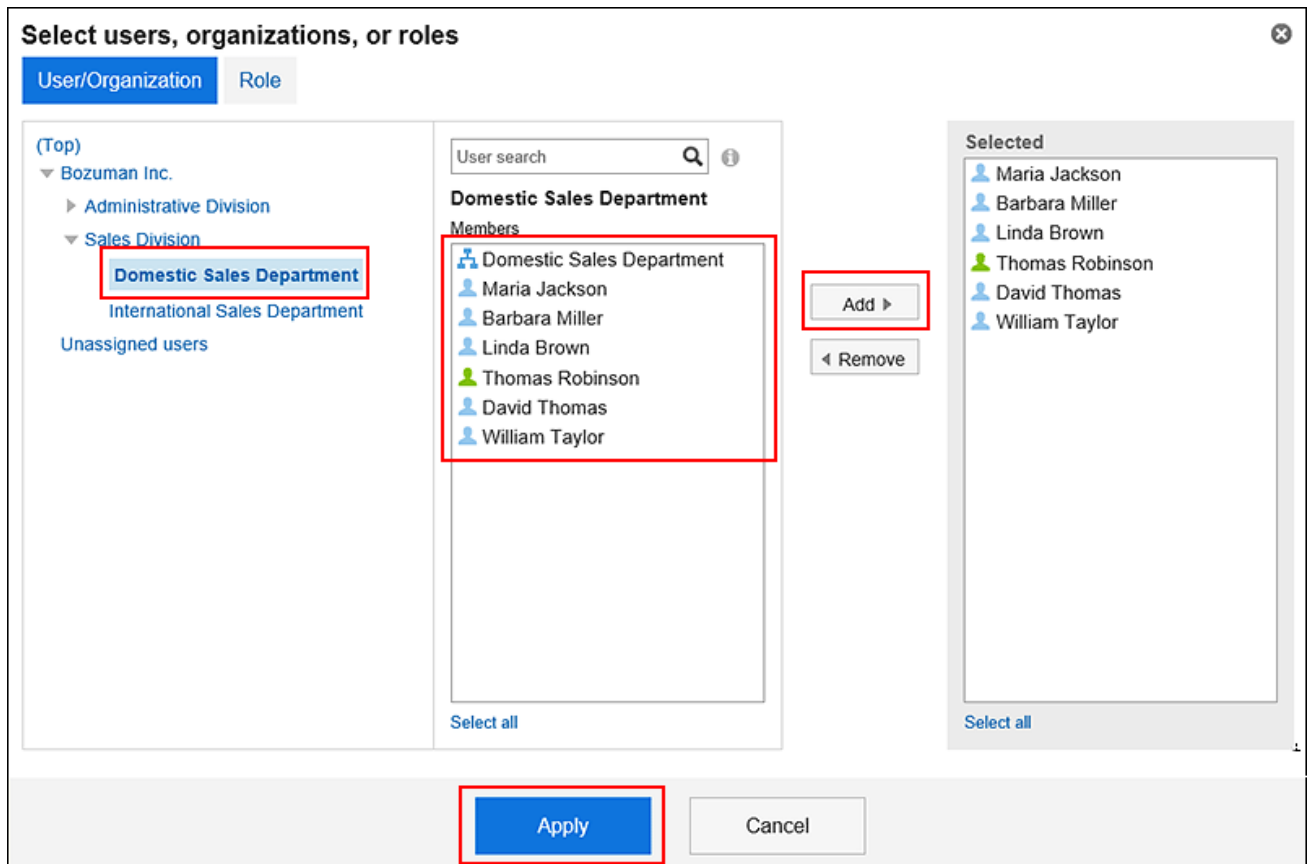 Select users, organizations, or roles
User/Organization
Role
(Top)
Bozuman Inc.
Administrative Division
Sales Division
Domestic Sales Department
International Sales Department
Unassigned users
User search
Domestic Sales Department
Members
Domestic Sales Department
Maria Jackson
Barbara Miller
Linda Brown
Thomas Robinson
David Thomas
William Taylor
Select all
Add
Remove
Selected
Maria Jackson
Barbara Miller
Linda Brown
Thomas Robinson
David Thomas
William Taylor
Select all
Apply
Cancel